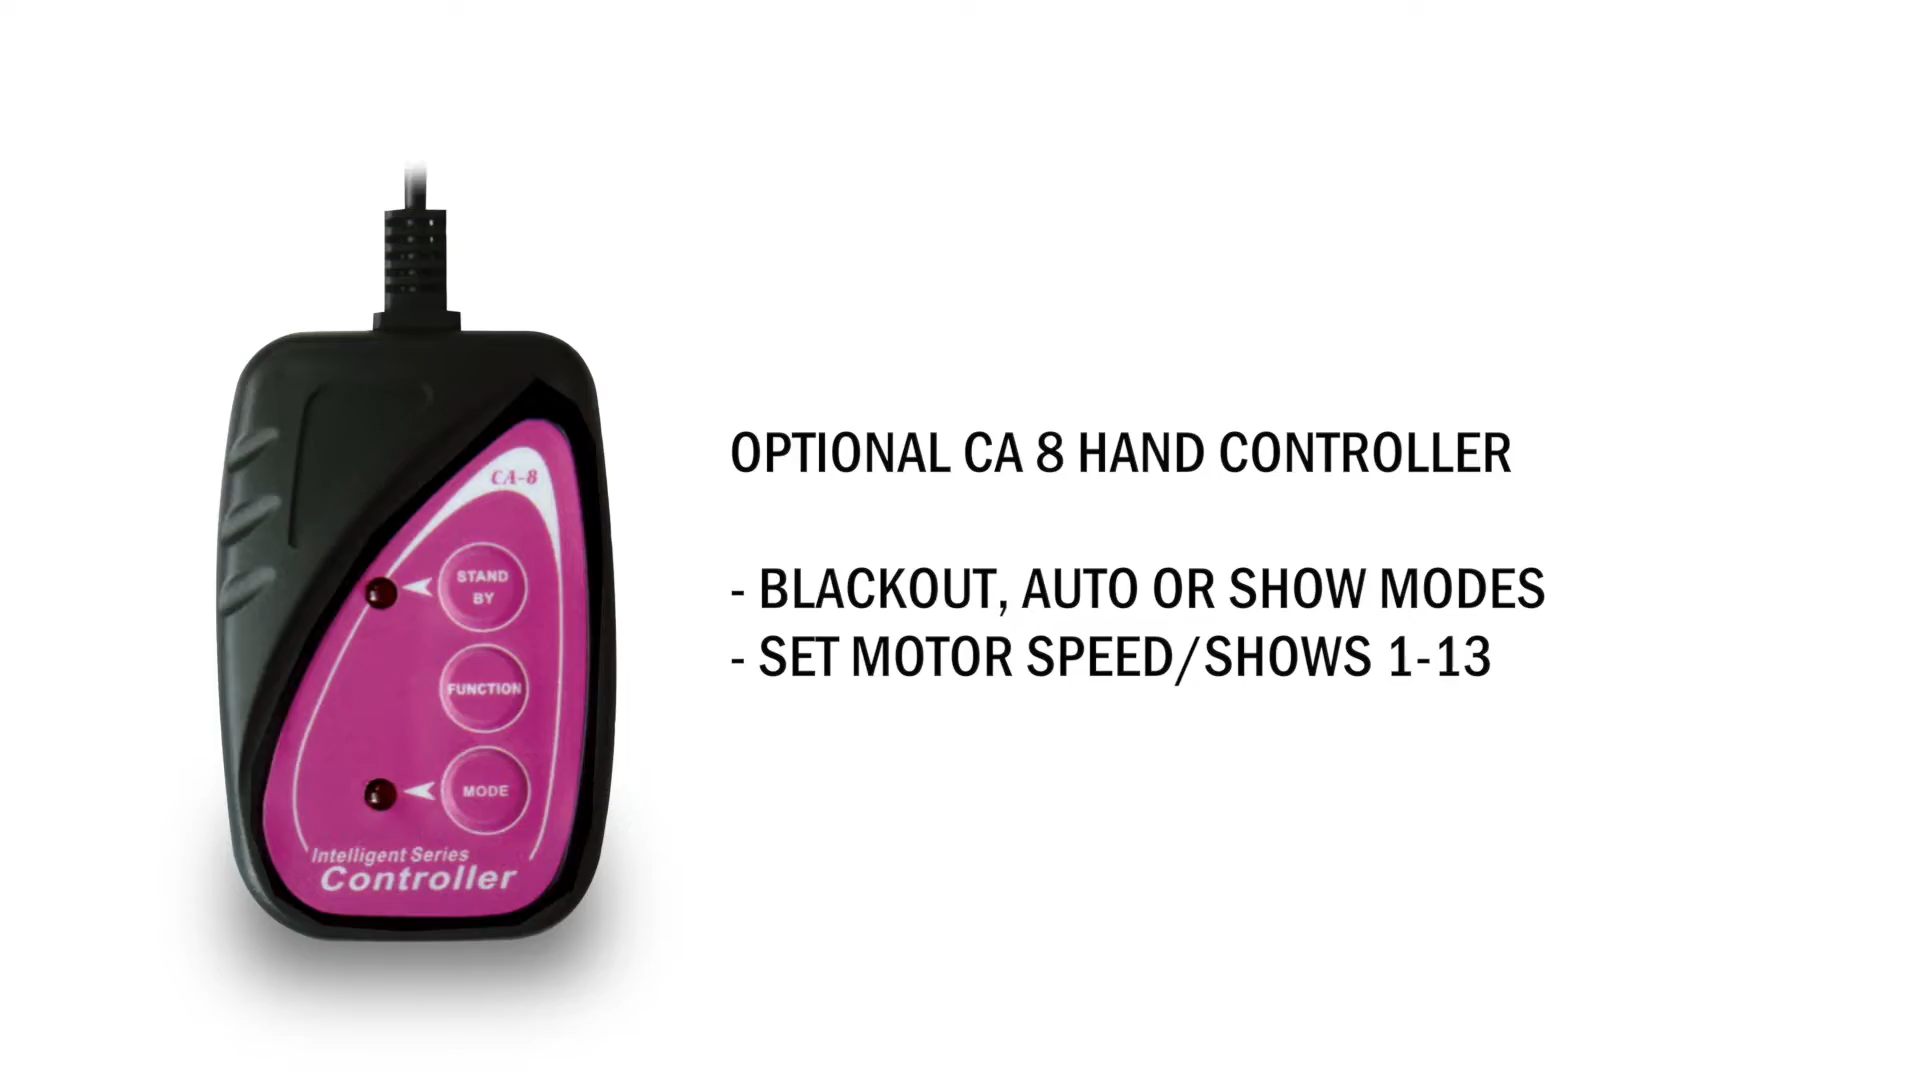 CA-8
STAND
BY
FUNCTION
MODE
Intelligent Series
Controller
OPTIONAL CA 8 HAND CONTROLLER
- BLACKOUT, AUTO OR SHOW MODES
- SET MOTOR SPEED/SHOWS 1-13